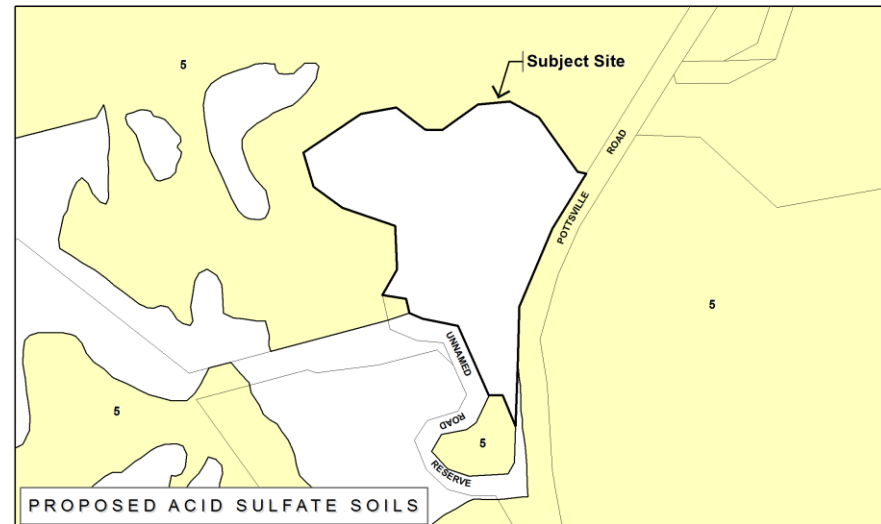 5
Subject Site
ROAD
POTTSVILLE
5
UNNAMED
5
ROAD
5
RESERVE
PROPOSED ACID SULFATE SOILS